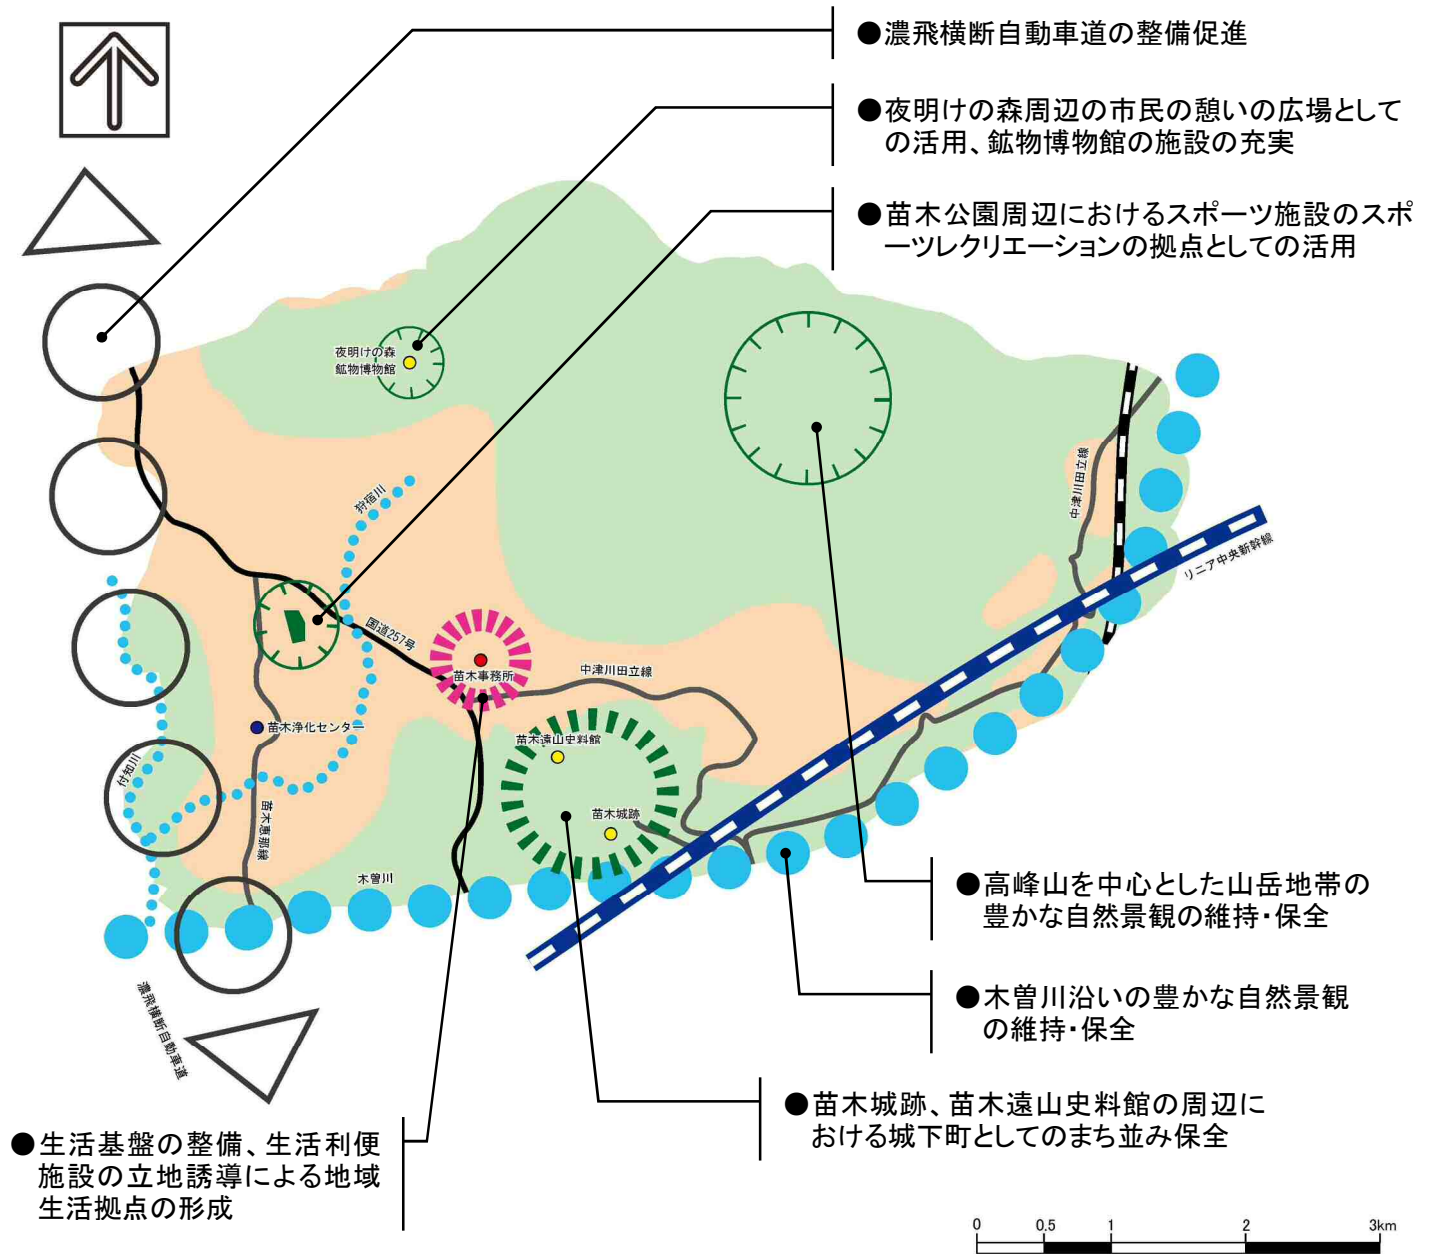 ●濃飛横断自動車道の整備促進
●夜明けの森周辺の市民の憩いの広場として
の活用、鉱物博物館の施設の充実
●苗木公園周辺におけるスポーツ施設のスポ
ーツレクリエーションの拠点としての活用
夜明けの森
鉱物博物館
狩宿川
中津川田立線
リニア中央新幹線
国道257号
苗木事務所
中津川田立線
苗木浄化センター
苗木遠山史料館
付知川
苗木恵那線
苗木城跡
木曽川
濃飛横断自動車道
●高峰山を中心とした山岳地帯の
豊かな自然景観の維持・保全
●木曽川沿いの豊かな自然景観
の維持・保全
●苗木城跡、苗木遠山史料館の周辺に
おける城下町としてのまち並み保全
●生活基盤の整備、生活利便
施設の立地誘導による地域
生活拠点の形成
0 0.5 1 2 3km